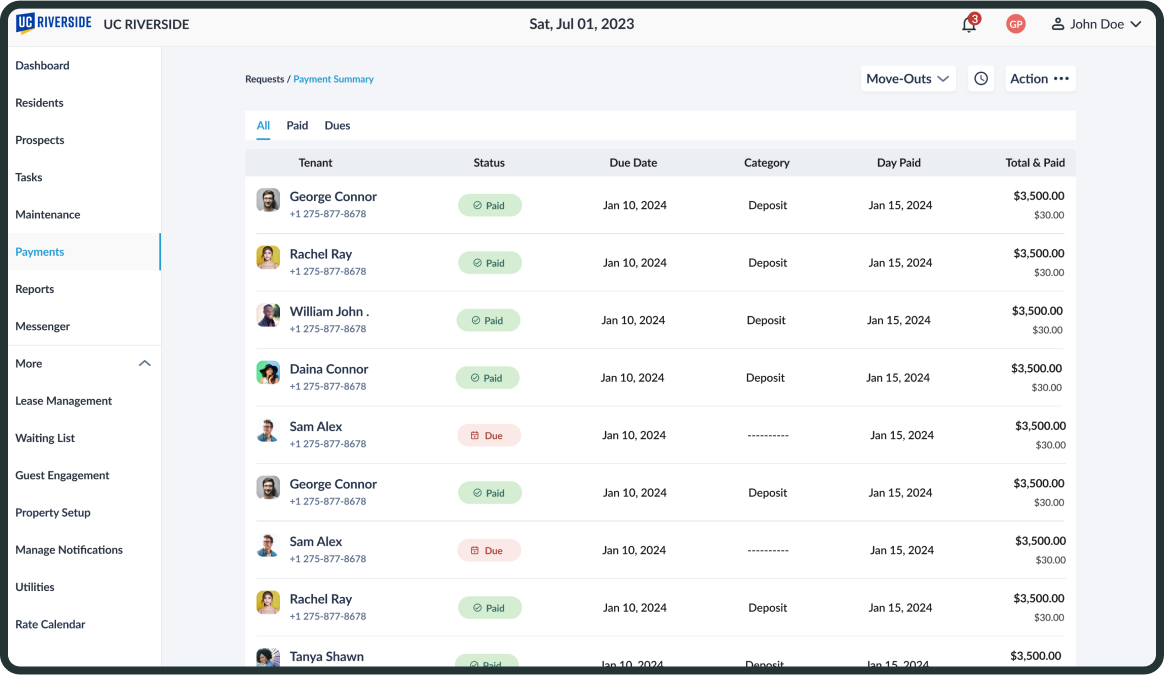 UC RIVERSIDE UC RIVERSIDE Sat, Jul 01, 2023 3 GP John Doe
Dashboard
Residents
Prospects
Tasks
Maintenance
Payments
Reports
Messenger
More
Lease Management
Waiting List
Guest Engagement
Property Setup
Manage Notifications
Utilities
Rate Calendar
Requests / Payment Summary Move-Outs Action
All Paid Dues
Tenant Status Due Date Category Day Paid Total & Paid
George Connor Paid Jan 10, 2024 Deposit Jan 15, 2024 $3,500.00
+1 275-877-8678 $30.00
Rachel Ray Paid Jan 10, 2024 Deposit Jan 15, 2024 $3,500.00
+1 275-877-8678 $30.00
William John . Paid Jan 10, 2024 Deposit Jan 15, 2024 $3,500.00
+1 275-877-8678 $30.00
Daina Connor Paid Jan 10, 2024 Deposit Jan 15, 2024 $3,500.00
+1 275-877-8678 $30.00
Sam Alex Due Jan 10, 2024 ---------- Jan 15, 2024 $3,500.00
+1 275-877-8678 $30.00
George Connor Paid Jan 10, 2024 Deposit Jan 15, 2024 $3,500.00
+1 275-877-8678 $30.00
Sam Alex Due Jan 10, 2024 ---------- Jan 15, 2024 $3,500.00
+1 275-877-8678 $30.00
Rachel Ray Paid Jan 10, 2024 Deposit Jan 15, 2024 $3,500.00
+1 275-877-8678 $30.00
Tanya Shawn Paid Jan 10, 2024 Deposit Jan 15, 2024 $3,500.00